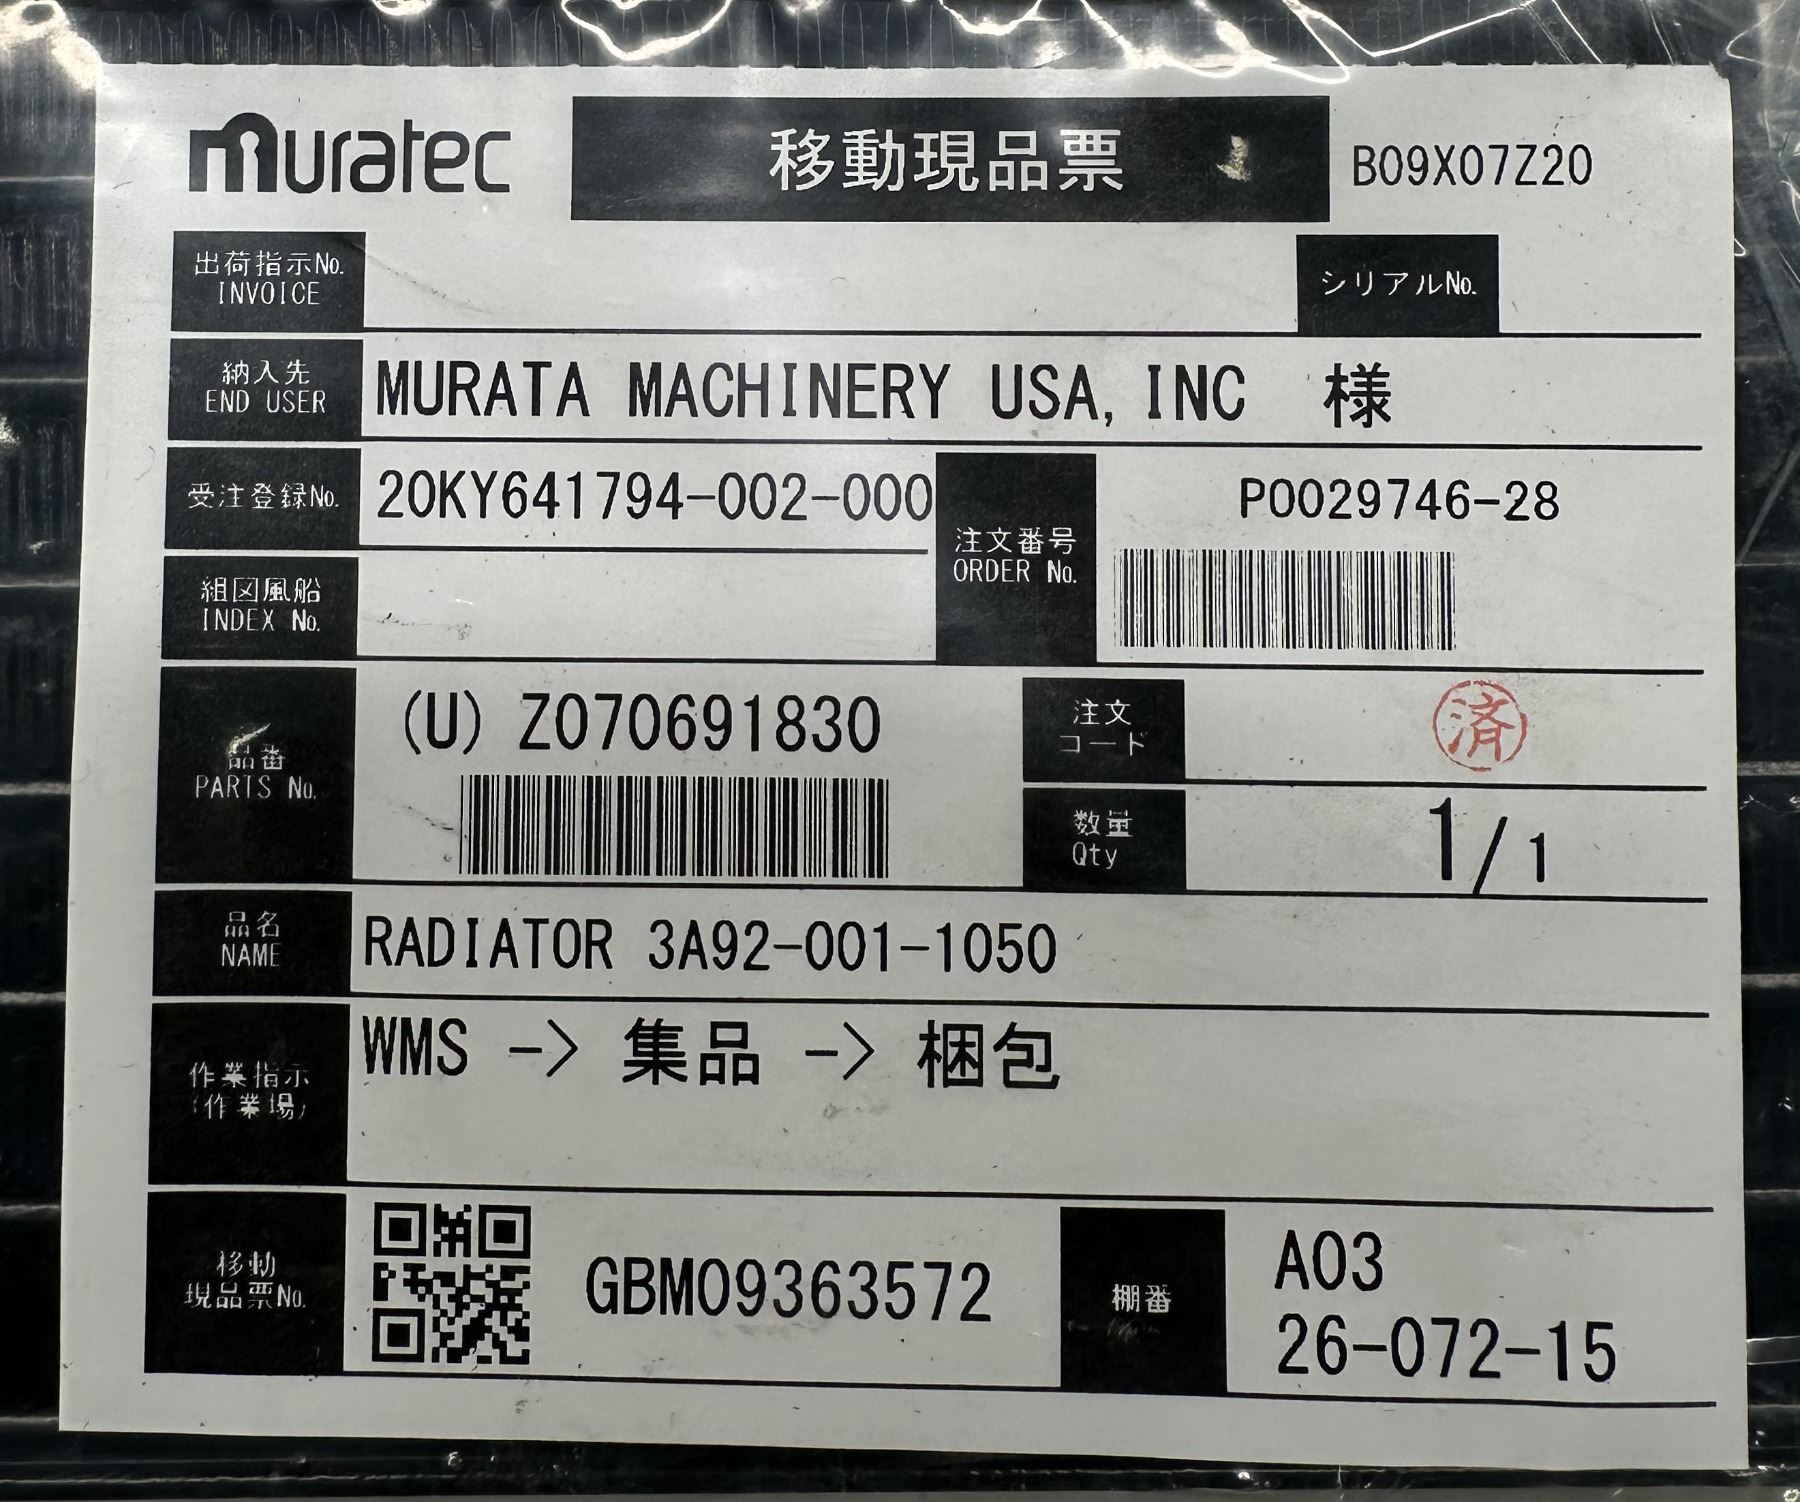 muratec
移動現品票
B09X07Z20
出荷指示No.
INVOICE
シリアルNo.
納入先
END USER
MURATA MACHINERY USA, INC 様
受注登録No.
20KY641794-002-000
注文番号
ORDER No.
P0029746-28
組図風船
INDEX No.
品番
PARTS No.
(U) Z070691830
注文
コード
済
数量
Qty
1/1
品名
NAME
RADIATOR 3A92-001-1050
作業指示
(作業場)
WMS -> 集品 -> 梱包
移動
現品票No.
GBM09363572
棚番
A03
26-072-15